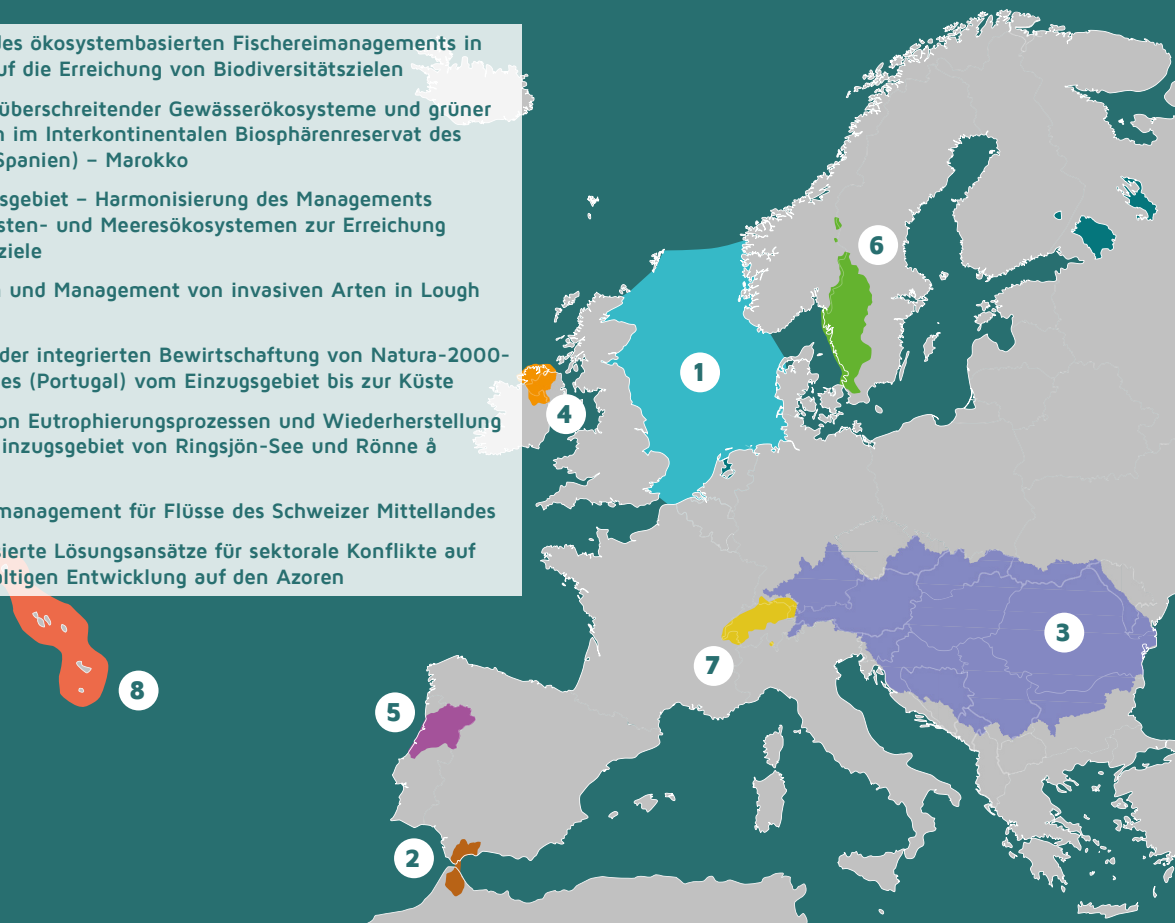 des ökosystembasierten Fischereimanagements in
uf die Erreichung von Biodiversitätszielen
überschreitender Gewässerökosysteme und grüner
n im Interkontinentalen Biosphärenreservat des
Spanien) – Marokko
sgebiet – Harmonisierung des Managements
sten- und Meeresökosystemen zur Erreichung
ziele
n und Management von invasiven Arten in Lough
der integrierten Bewirtschaftung von Natura-2000-
es (Portugal) vom Einzugsgebiet bis zur Küste
on Eutrophierungsprozessen und Wiederherstellung
inzugsgebiet von Ringsjön-See und Rönne å
management für Flüsse des Schweizer Mittellandes
sierte Lösungsansätze für sektorale Konflikte auf
altigen Entwicklung auf den Azoren
6
1
4
3
7
8
5
2